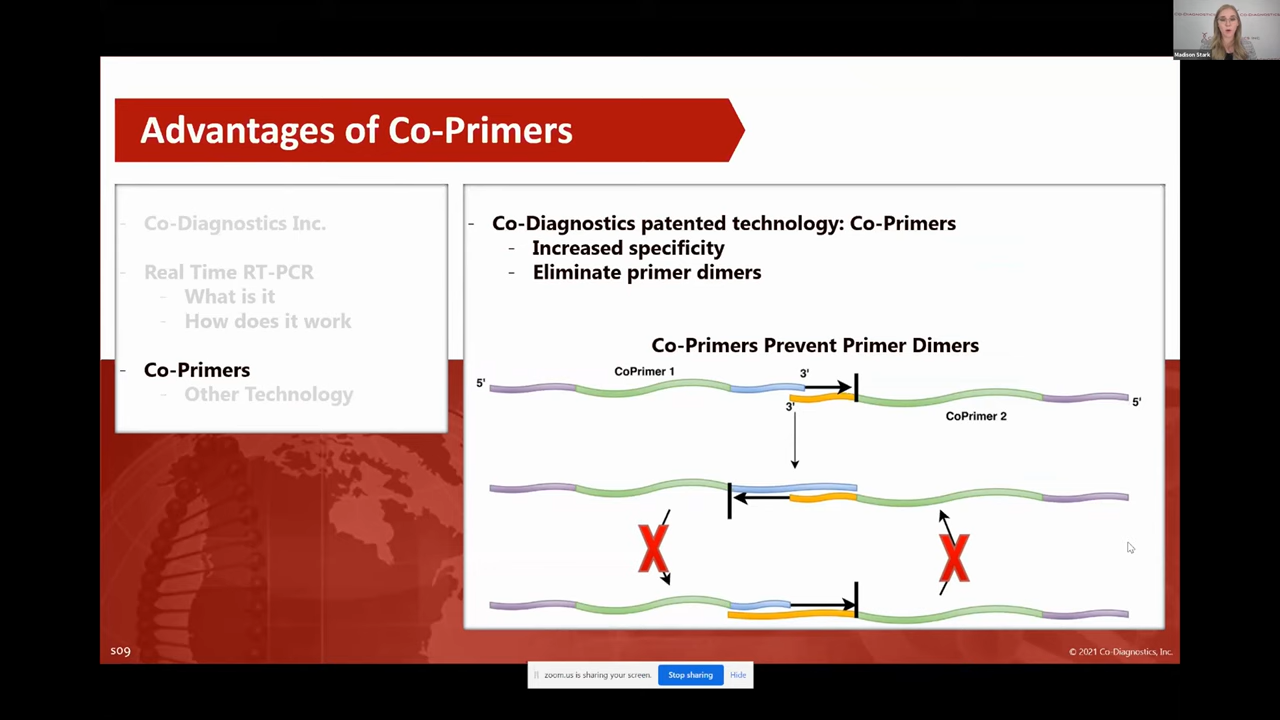 Madison Stark
Advantages of Co-Primers
- Co-Diagnostics Inc.
- Real Time RT-PCR
- What is it
- How does it work
- Co-Primers
- Other Technology
- Co-Diagnostics patented technology: Co-Primers
- Increased specificity
- Eliminate primer dimers
Co-Primers Prevent Primer Dimers
5'
CoPrimer 1
3'
3'
CoPrimer 2
5'
X
X
s09
© 2021 Co-Diagnostics, Inc.
zoom.us is sharing your screen.
Stop sharing
Hide